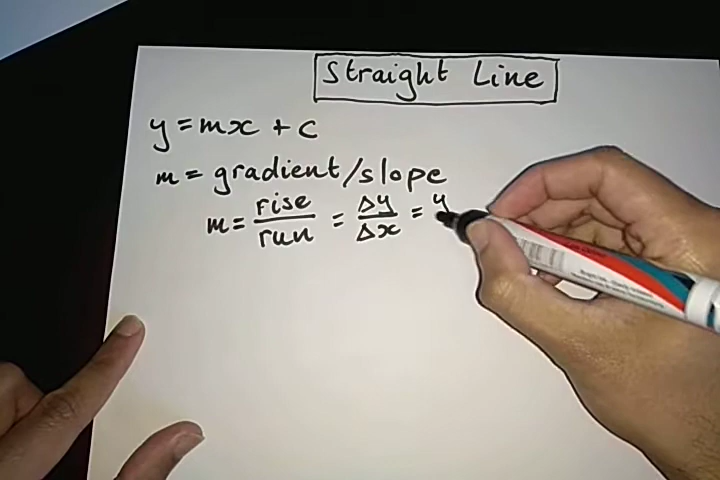 Straight Line
y = mx + c
m = gradient/slope
m = rise/run = Δy/Δx = y